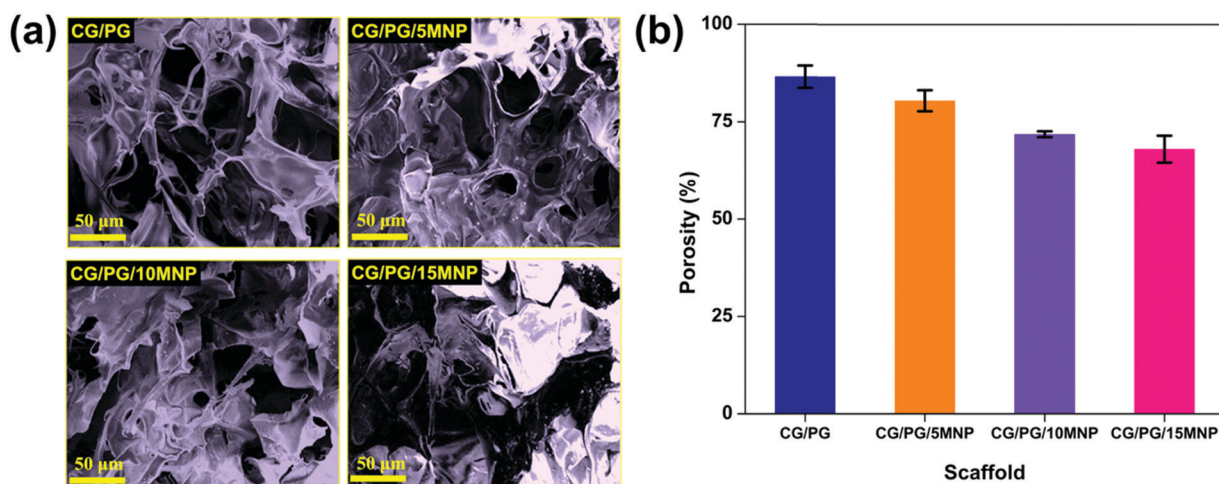 (a)
CG/PG
50 µm
CG/PG/5MNP
50 µm
CG/PG/10MNP
50 µm
CG/PG/15MNP
50 µm
(b)
100
75
50
25
0
Porosity (%)
CG/PG CG/PG/5MNP CG/PG/10MNP CG/PG/15MNP
Scaffold